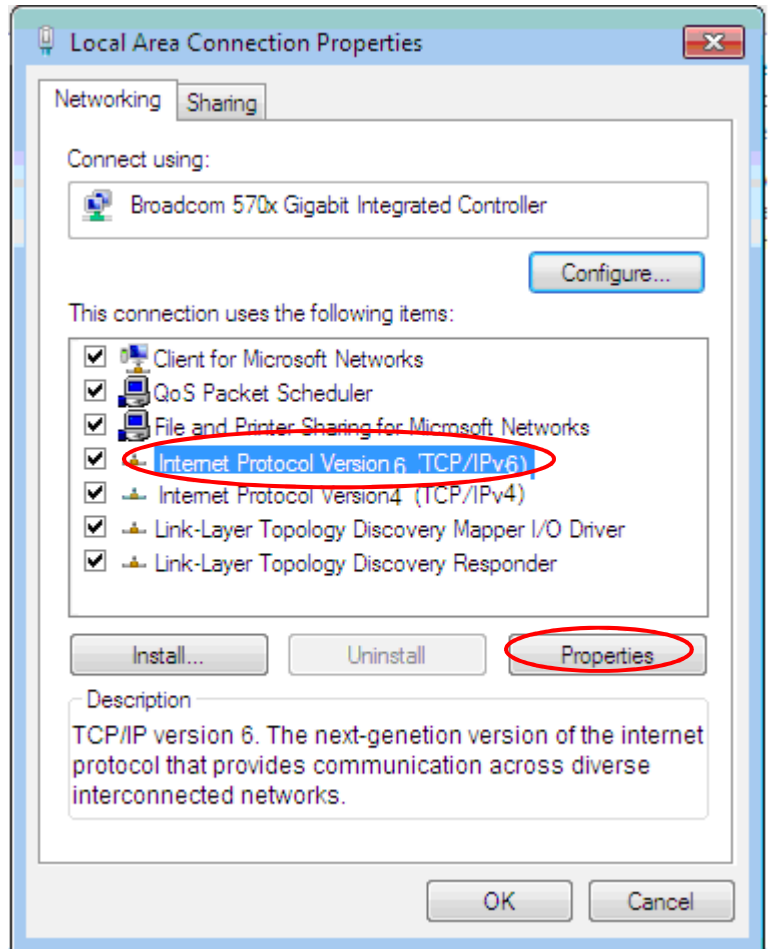 Local Area Connection Properties
Networking
Sharing
Connect using:
Broadcom 570x Gigabit Integrated Controller
Configure...
This connection uses the following items:
Client for Microsoft Networks
QoS Packet Scheduler
File and Printer Sharing for Microsoft Networks
Internet Protocol Version 6 (TCP/IPv6)
Internet Protocol Version4 (TCP/IPv4)
Link-Layer Topology Discovery Mapper I/O Driver
Link-Layer Topology Discovery Responder
Install...
Uninstall
Properties
Description
TCP/IP version 6. The next-genetion version of the internet
protocol that provides communication across diverse
interconnected networks.
OK
Cancel